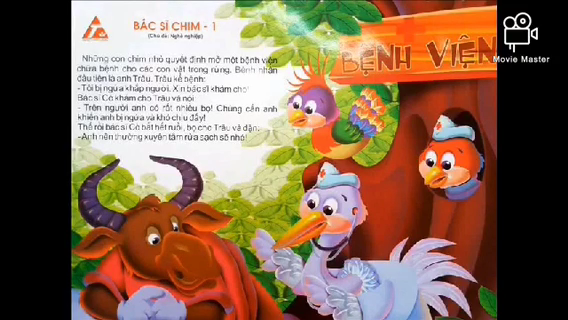 BÁC SĨ CHIM - 1
(Chủ đề: Nghề nghiệp)
BỆNH VIỆN
Movie Master
Những con chim nhỏ quyết định mở một bệnh viện
chữa bệnh cho các con vật trong rừng. Bệnh nhân
đầu tiên là anh Trâu. Trâu kể bệnh:
- Tôi bị ngứa khắp người. Xin bác sĩ khám cho!
Bác sĩ Cò khám cho Trâu và nói:
- Trên người anh có rất nhiều bọ! Chúng cắn anh
khiến anh bị ngứa và khó chịu đấy!
Thế rồi bác sĩ Cò bắt hết ruồi, bọ cho Trâu và dặn:
- Anh nên thường xuyên tắm rửa sạch sẽ nhé!